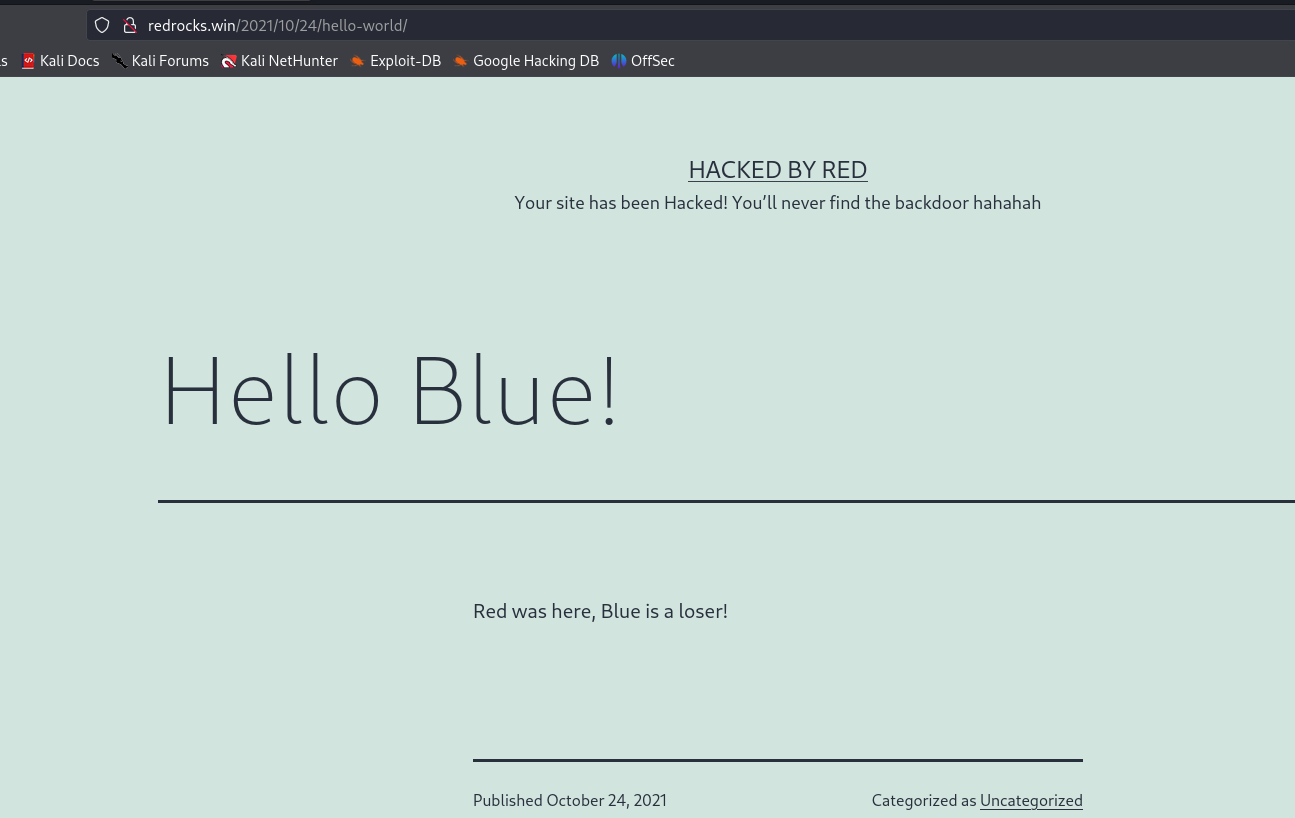 redrocks.win/2021/10/24/hello-world/
s Kali Docs Kali Forums Kali NetHunter Exploit-DB Google Hacking DB OffSec
HACKED BY RED
Your site has been Hacked! You’ll never find the backdoor hahahah
Hello Blue!
Red was here, Blue is a loser!
Published October 24, 2021 Categorized as Uncategorized